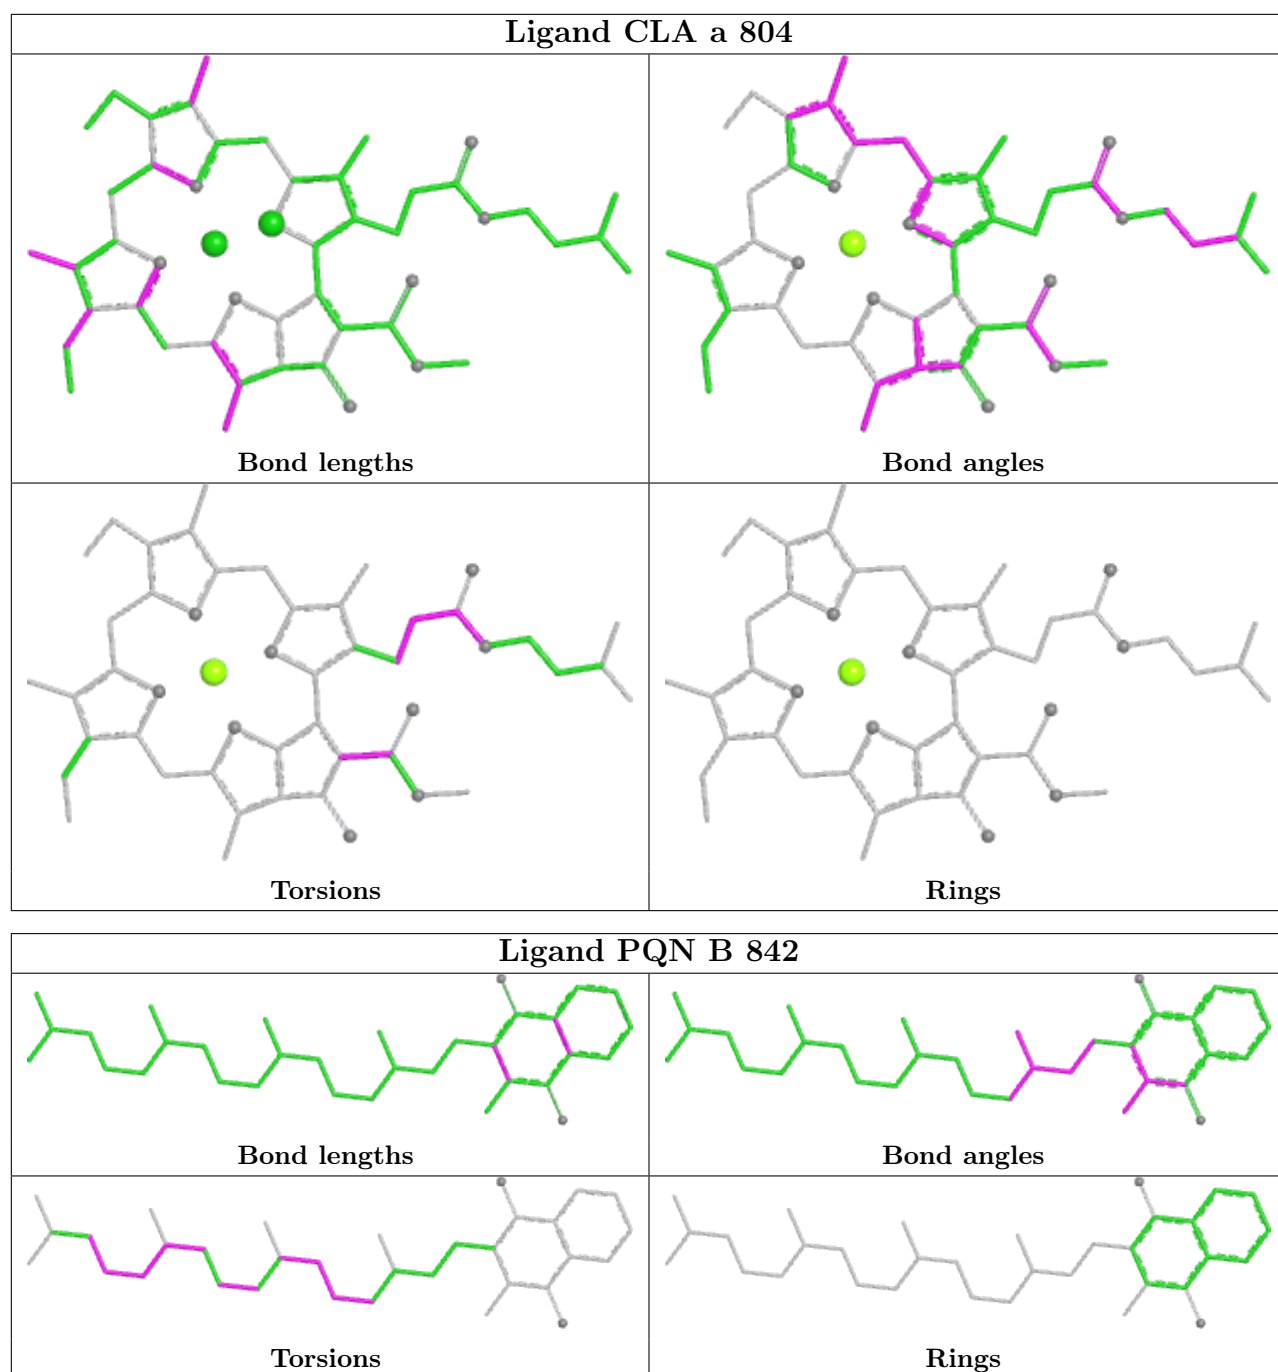 Ligand CLA a 804
Bond lengths
Bond angles
Torsions
Rings
Ligand PQN B 842
Bond lengths
Bond angles
Torsions
Rings